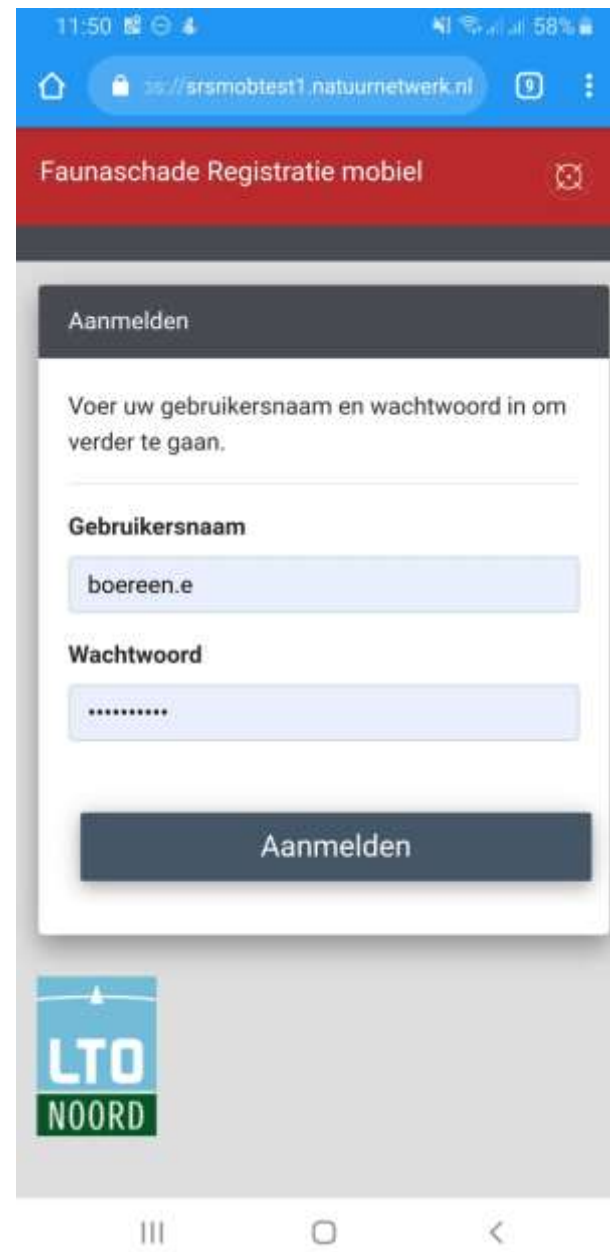 11:50 58%
srsmobtest1.natuurnetwerk.nl 9
Faunaschade Registratie mobiel
Aanmelden
Voer uw gebruikersnaam en wachtwoord in om
verder te gaan.
Gebruikersnaam
boereen.e
Wachtwoord
••••••••••
Aanmelden
LTO
NOORD